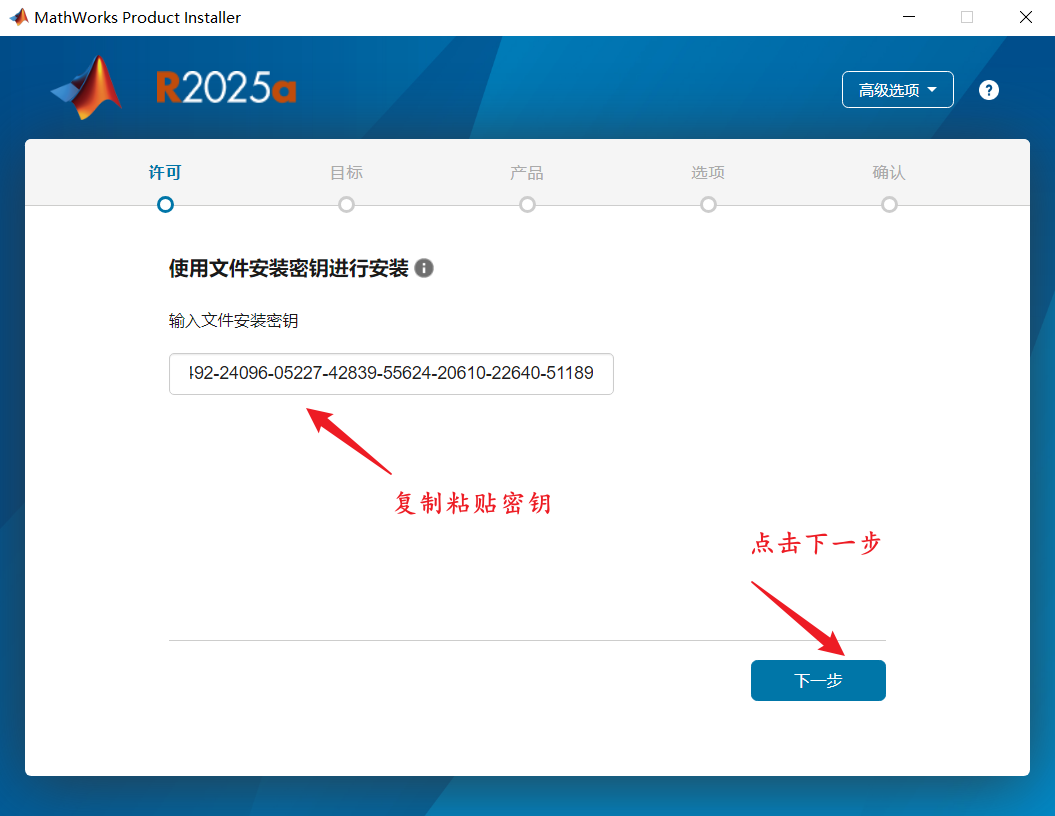 MathWorks Product Installer
R2025a
高级选项
许可
目标
产品
选项
确认
使用文件安装密钥进行安装
输入文件安装密钥
92-24096-05227-42839-55624-20610-22640-51189
复制粘贴密钥
点击下一步
下一步